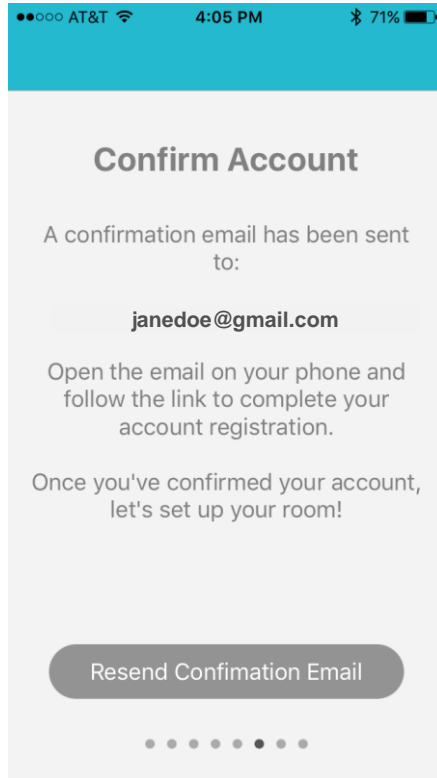 AT&T 4:05 PM 71%
Confirm Account
A confirmation email has been sent
to:
janedoe@gmail.com
Open the email on your phone and
follow the link to complete your
account registration.
Once you've confirmed your account,
let's set up your room!
Resend Confimation Email